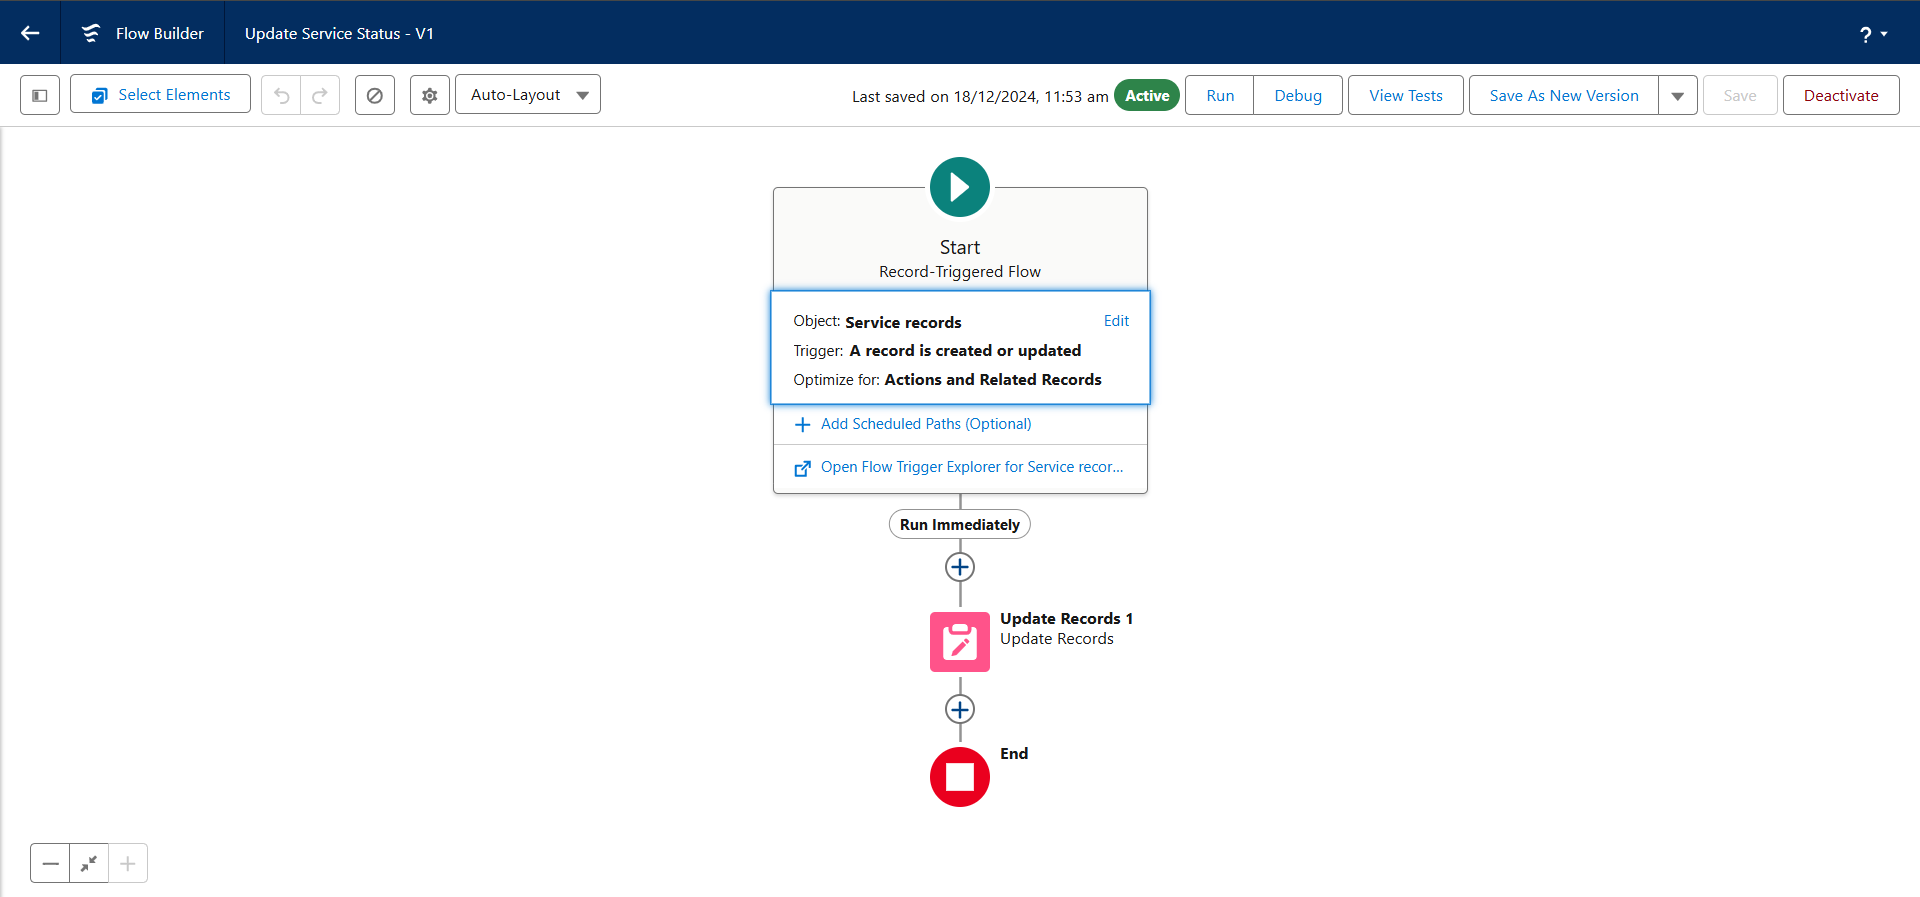 Flow Builder
Update Service Status - V1
?
Select Elements
Auto-Layout
Last saved on 18/12/2024, 11:53 am
Active
Run
Debug
View Tests
Save As New Version
Save
Deactivate
Start
Record-Triggered Flow
Object: Service records
Edit
Trigger: A record is created or updated
Optimize for: Actions and Related Records
Add Scheduled Paths (Optional)
Open Flow Trigger Explorer for Service recor...
Run Immediately
Update Records 1
Update Records
End